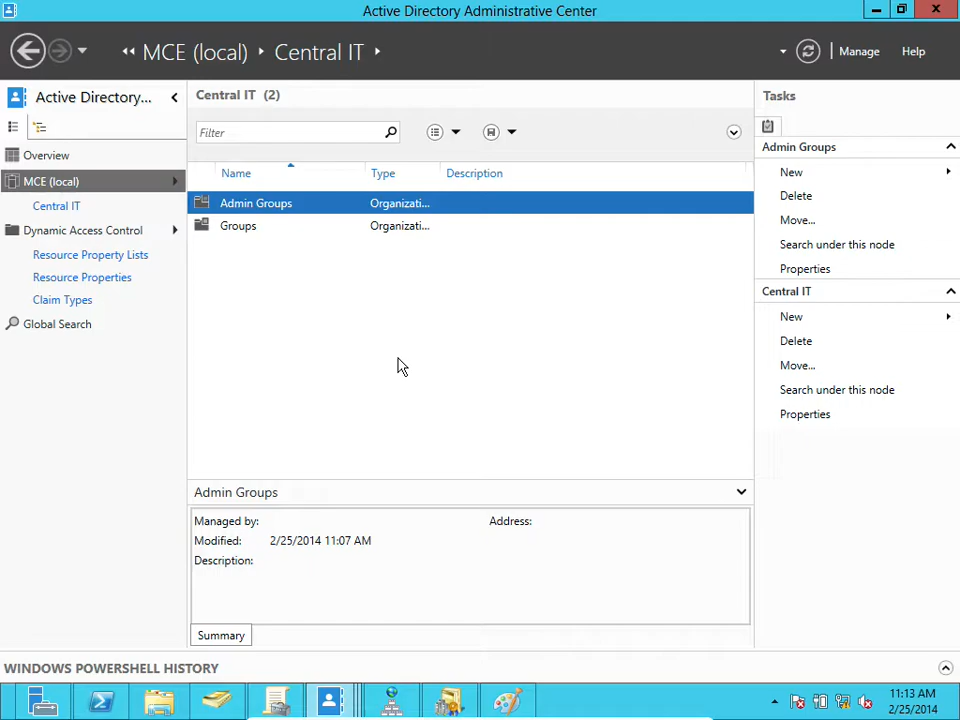 Active Directory Administrative Center
MCE (local) Central IT
Manage
Help
Active Directory...
Overview
MCE (local)
Central IT
Dynamic Access Control
Resource Property Lists
Resource Properties
Claim Types
Global Search
Central IT (2)
Filter
Name Type Description
Admin Groups Organizati...
Groups Organizati...
Admin Groups
Managed by: Address:
Modified: 2/25/2014 11:07 AM
Description:
Summary
Tasks
Admin Groups
New
Delete
Move...
Search under this node
Properties
Central IT
New
Delete
Move...
Search under this node
Properties
WINDOWS POWERSHELL HISTORY
11:13 AM
2/25/2014